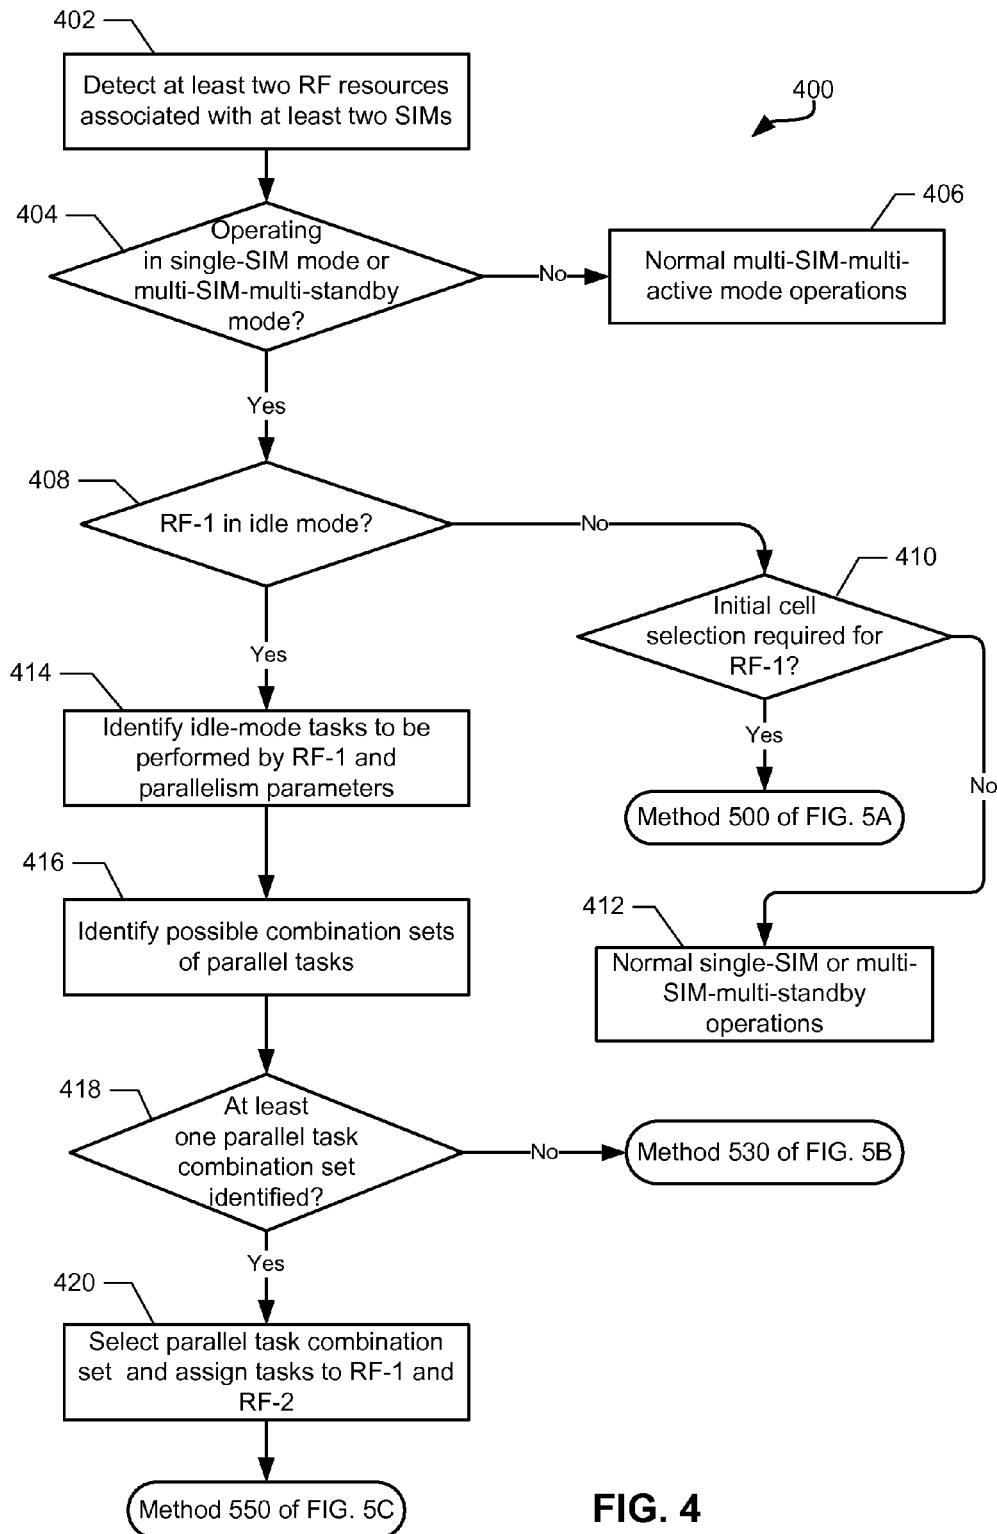 402
Detect at least two RF resources
associated with at least two SIMs
400
404
Operating
in single-SIM mode or
multi-SIM-multi-standby
mode?
No
406
Normal multi-SIM-multi-
active mode operations
Yes
408
RF-1 in idle mode?
No
410
Initial cell
selection required for
RF-1?
Yes
No
Method 500 of FIG. 5A
412
Normal single-SIM or multi-
SIM-multi-standby
operations
Yes
414
Identify idle-mode tasks to be
performed by RF-1 and
parallelism parameters
416
Identify possible combination sets
of parallel tasks
418
At least
one parallel task
combination set
identified?
No
Method 530 of FIG. 5B
Yes
420
Select parallel task combination
set and assign tasks to RF-1 and
RF-2
Method 550 of FIG. 5C
FIG. 4